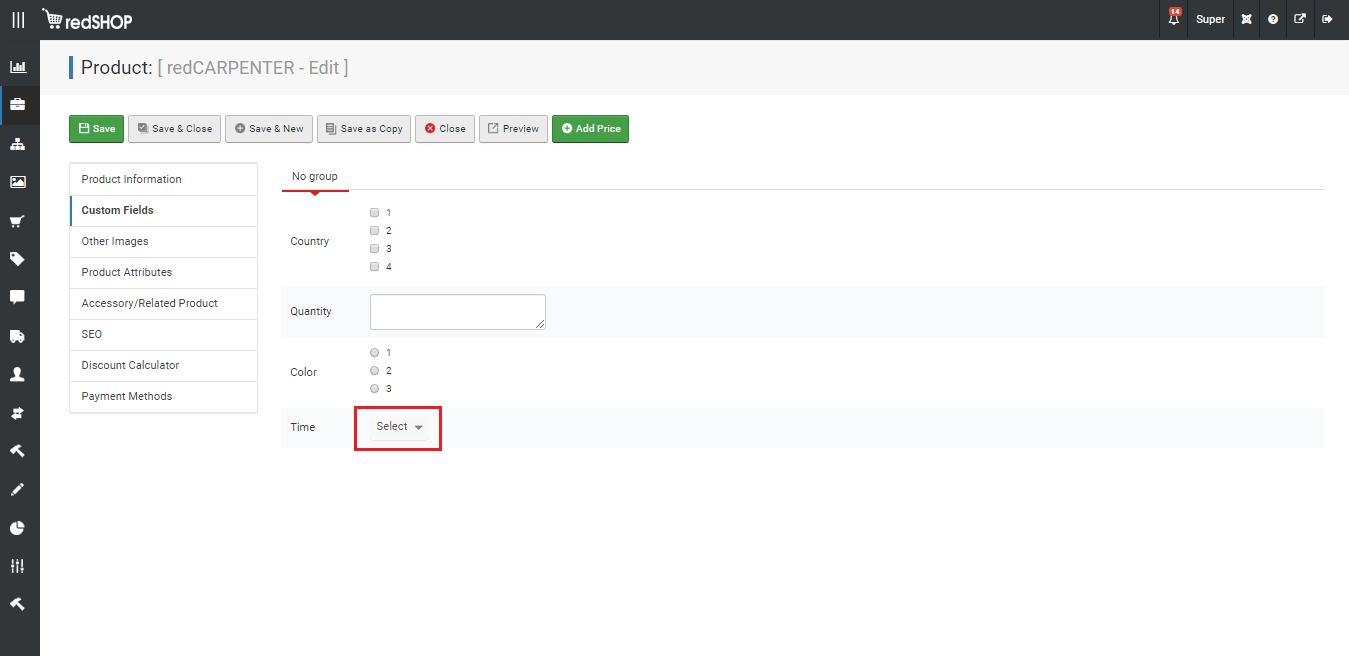 redSHOP
14
Super
Product: [ redCARPENTER - Edit ]
Save
Save & Close
Save & New
Save as Copy
Close
Preview
Add Price
Product Information
Custom Fields
Other Images
Product Attributes
Accessory/Related Product
SEO
Discount Calculator
Payment Methods
No group
Country
1
2
3
4
Quantity
Color
1
2
3
Time
Select